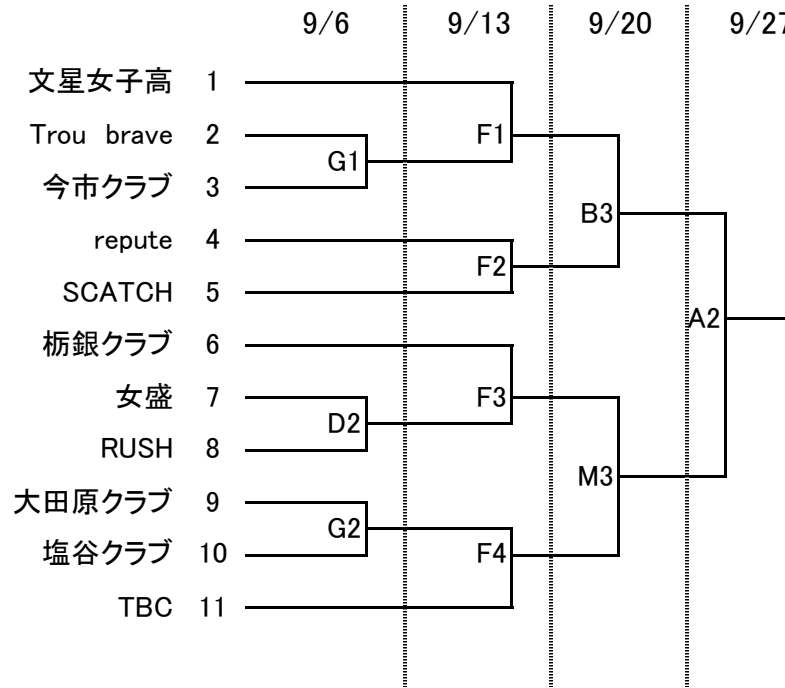 9/6 9/13 9/20 9/27
文星女子高 1
Trou brave 2
今市クラブ 3
repute 4
SCATCH 5
栃銀クラブ 6
女盛 7
RUSH 8
大田原クラブ 9
塩谷クラブ 10
TBC 11
G1
D2
G2
F1
F2
F3
F4
B3
M3
A2